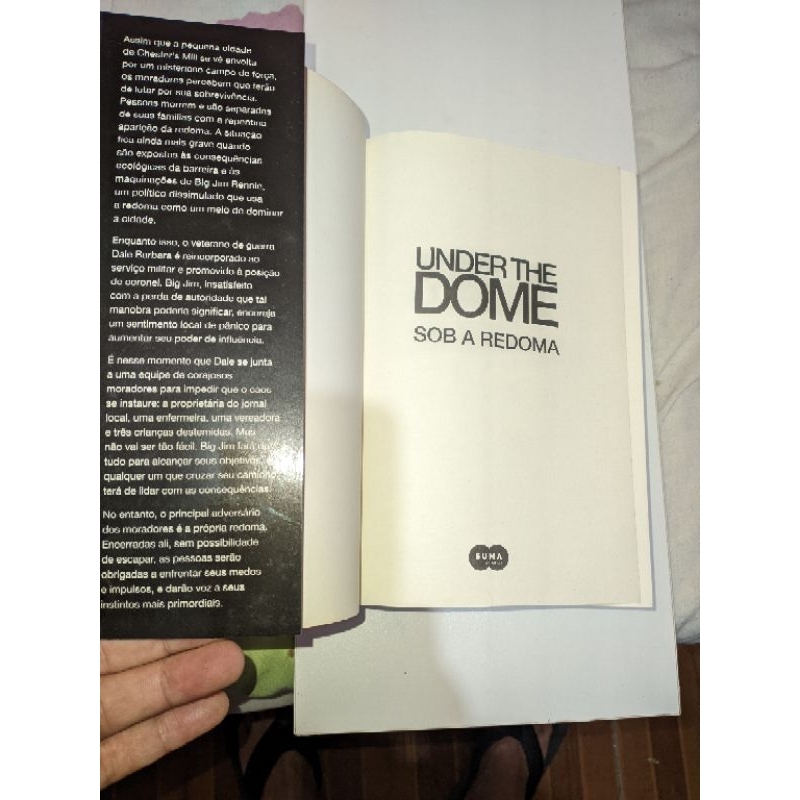 Assim que a pequena cidade
de Chester's Mill se vê envolta
por um misterioso campo de força,
os moradores percebem que terão
de lutar por sua sobrevivência.
Pessoas morrem e são separadas
de suas famílias com a repentina
aparição da redoma. A situação
fica ainda mais grave quando
são expostos às consequências
ecológicas da barreira e às
maquinações de Big Jim Rennie,
um político dissimulado que usa
a redoma como um meio de dominar
a cidade.
Enquanto isso, o veterano de guerra
Dale Barbara é reincorporado ao
serviço militar e promovido à posição
de coronel. Big Jim, insatisfeito
com a perda de autoridade que tal
manobra poderia significar, encoraja
um sentimento local de pânico para
aumentar seu poder de influência.
É nesse momento que Dale se junta
a uma equipe de corajosos
moradores para impedir que o caos
se instaure: a proprietária do jornal
local, uma enfermeira, uma vereadora
e três crianças destemidas. Mas
não vai ser tão fácil. Big Jim fará de
tudo para alcançar seus objetivos,
qualquer um que cruzar seu caminho
terá de lidar com as consequências.
No entanto, o principal adversário
dos moradores é a própria redoma.
Encerradas ali, sem possibilidade
de escapar, as pessoas serão
obrigadas a enfrentar seus medos
e impulsos, e darão voz a seus
instintos mais primordiais.
UNDER THE
DOME
SOB A REDOMA
SUMA